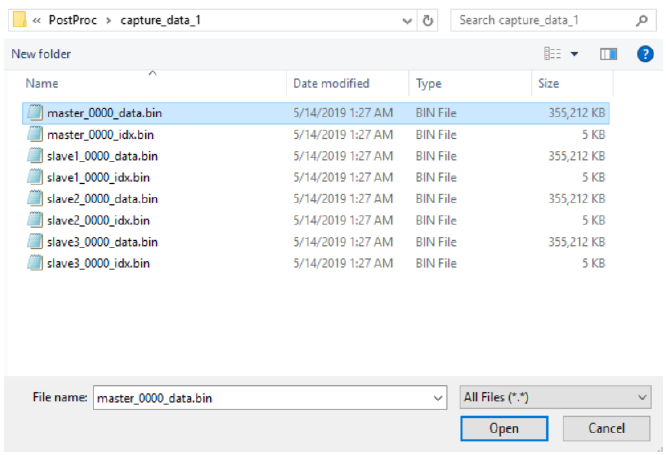 « PostProc > capture_data_1
Search capture_data_1
New folder
Name Date modified Type Size
master_0000_data.bin 5/14/2019 1:27 AM BIN File 355,212 KB
master_0000_idx.bin 5/14/2019 1:27 AM BIN File 5 KB
slave1_0000_data.bin 5/14/2019 1:27 AM BIN File 355,212 KB
slave1_0000_idx.bin 5/14/2019 1:27 AM BIN File 5 KB
slave2_0000_data.bin 5/14/2019 1:27 AM BIN File 355,212 KB
slave2_0000_idx.bin 5/14/2019 1:27 AM BIN File 5 KB
slave3_0000_data.bin 5/14/2019 1:27 AM BIN File 355,212 KB
slave3_0000_idx.bin 5/14/2019 1:27 AM BIN File 5 KB
File name: master_0000_data.bin All Files (*.*)
Open Cancel